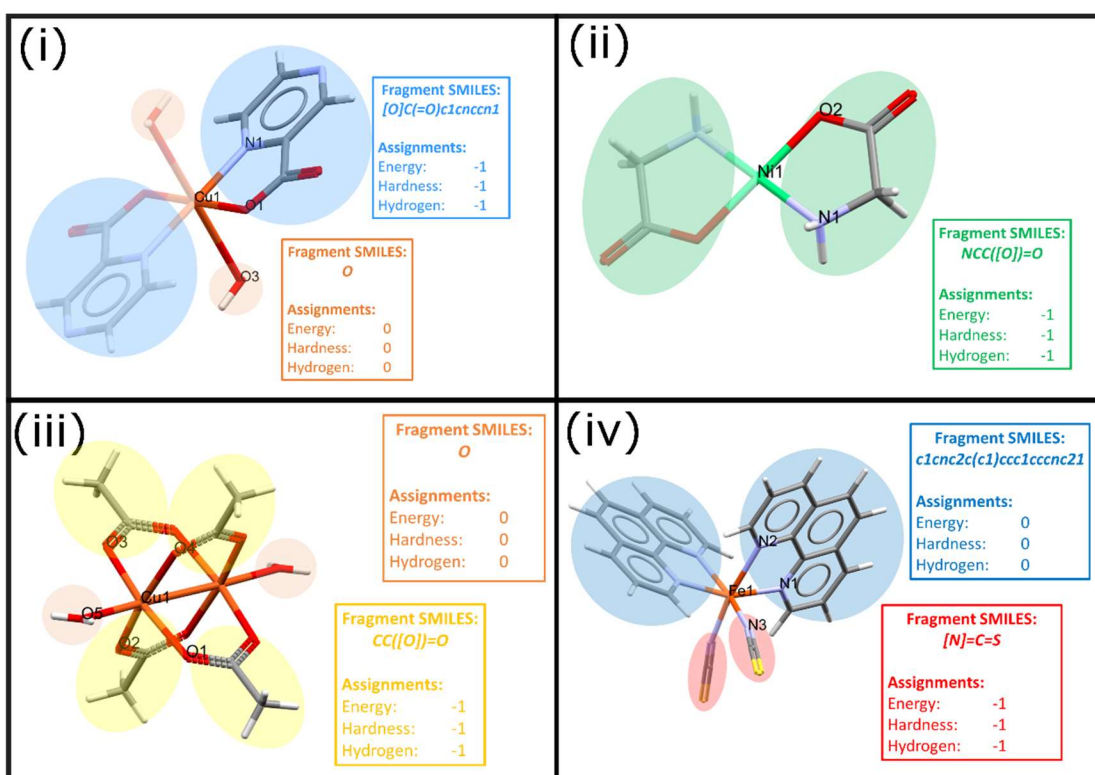 (i)
N1
Cu1
O1
O3
Fragment SMILES:
[O]C(=O)c1cnccn1
Assignments:
Energy: -1
Hardness: -1
Hydrogen: -1
Fragment SMILES:
O
Assignments:
Energy: 0
Hardness: 0
Hydrogen: 0
(ii)
O2
Ni1
N1
Fragment SMILES:
NCC([O])=O
Assignments:
Energy: -1
Hardness: -1
Hydrogen: -1
(iii)
O3
O4
Cu1
O5
O2
O1
Fragment SMILES:
O
Assignments:
Energy: 0
Hardness: 0
Hydrogen: 0
Fragment SMILES:
CC([O])=O
Assignments:
Energy: -1
Hardness: -1
Hydrogen: -1
(iv)
N2
N1
Fe1
N3
Fragment SMILES:
c1cnc2c(c1)ccc1cccnc21
Assignments:
Energy: 0
Hardness: 0
Hydrogen: 0
Fragment SMILES:
[N]=C=S
Assignments:
Energy: -1
Hardness: -1
Hydrogen: -1